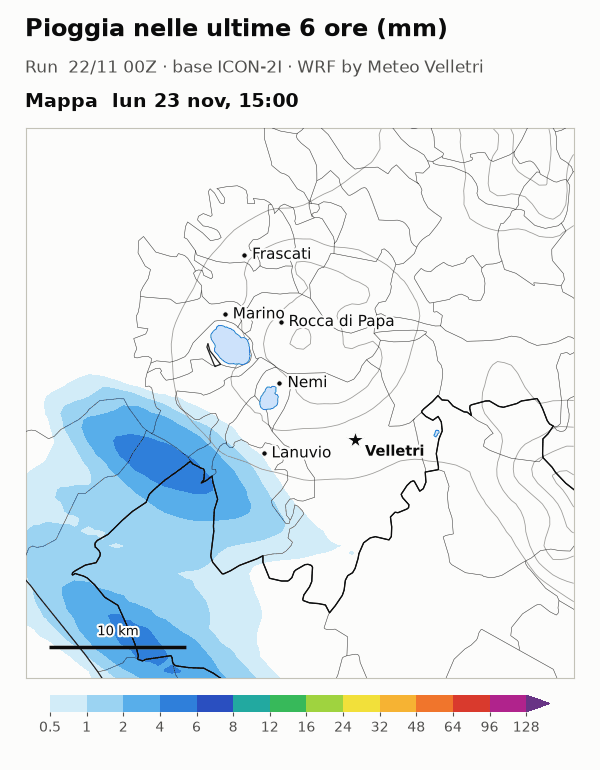 Pioggia nelle ultime 6 ore (mm)
Run  22/11 00Z · base ICON-2I · WRF by Meteo Velletri
Mappa  lun 23 nov, 15:00
Frascati
Marino
Rocca di Papa
Nemi
Velletri
Lanuvio
10 km
0.5 1 2 4 6 8 12 16 24 32 48 64 96 128